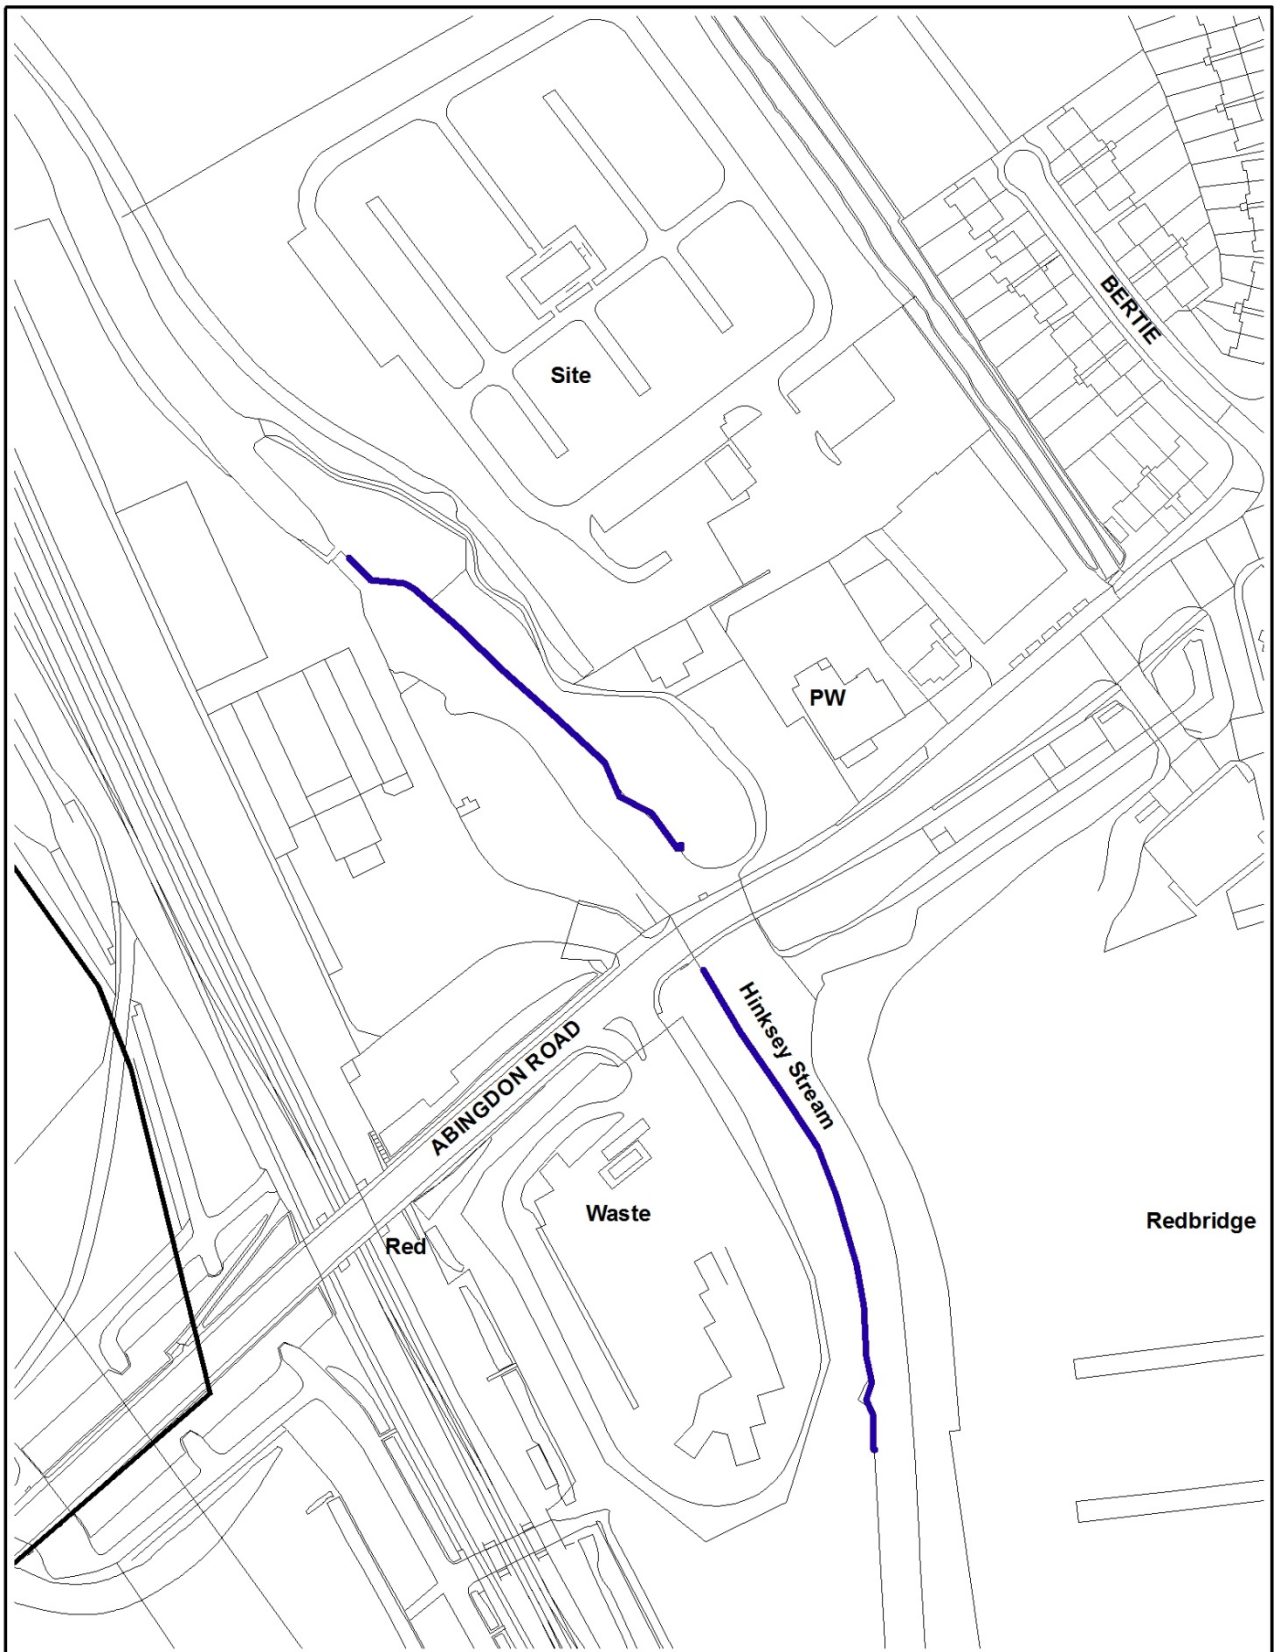 BERTIE
Site
PW
Hinksey Stream
ABINGDON ROAD
Waste
Redbridge
Red